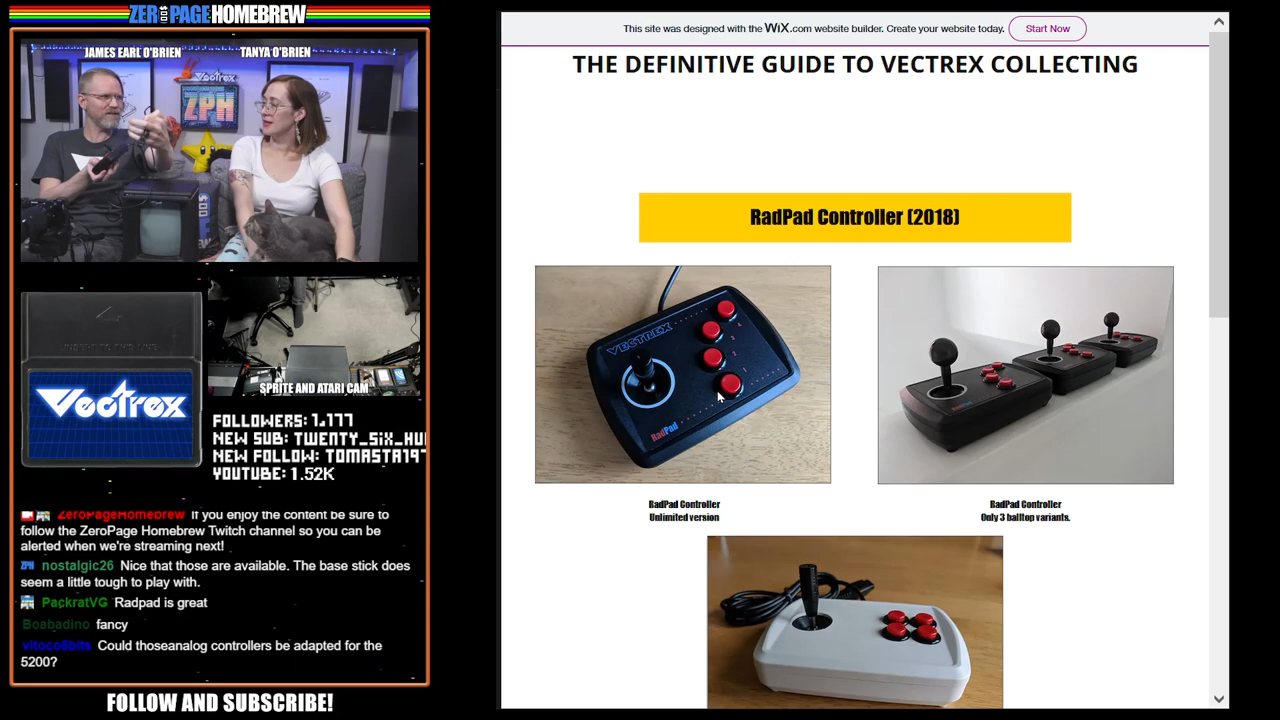 ZEROPAGE HOMEBREW
JAMES EARL O'BRIEN
TANYA O'BRIEN
Vectrex
ZPH
SPRITE AND ATARI CAM
Vectrex
FOLLOWERS: 1,177
NEW SUB: TWENTY_SIX_HU
NEW FOLLOW: TOMASTA197
YOUTUBE: 1.52K
ZeroPageHomebrew If you enjoy the content be sure to
follow the ZeroPage Homebrew Twitch channel so you can be
alerted when we're streaming next!
ZPH nostalgic26 Nice that those are available. The base stick does
seem a little tough to play with.
PackratVG Radpad is great
Boabadino fancy
vitoco8bits Could thoseanalog controllers be adapted for the
5200?
FOLLOW AND SUBSCRIBE!
This site was designed with the WiX.com website builder. Create your website today.
Start Now
THE DEFINITIVE GUIDE TO VECTREX COLLECTING
RadPad Controller (2018)
VECTREX
RadPad
RadPad Controller
Unlimited version
RadPad Controller
Only 3 balltop variants.